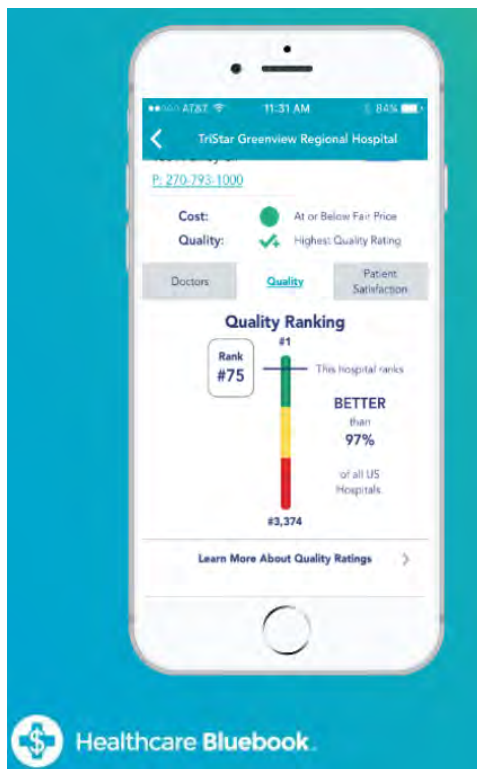 AT&T 11:31 AM 84%
TriStar Greenview Regional Hospital
P: 270-793-1000
Cost: At or Below Fair Price
Quality: Highest Quality Rating
Doctors
Quality
Patient
Satisfaction
Quality Ranking
#1
Rank
#75
This hospital ranks
BETTER
than
97%
of all US
Hospitals
#3,374
Learn More About Quality Ratings >
Healthcare Bluebook